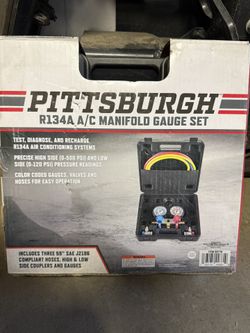 PITTSBURGH
R134A A/C MANIFOLD GAUGE SET
TEST, DIAGNOSE, AND RECHARGE
R134A AIR CONDITIONING SYSTEMS
PRECISE HIGH SIDE (0-500 PSI) AND LOW
SIDE (0-120 PSI) PRESSURE READINGS
COLOR CODED GAUGES, VALVES AND
HOSES FOR EASY OPERATION
INCLUDES THREE 59" SAE J2196
COMPLIANT HOSES, HIGH & LOW
SIDE COUPLERS AND GAUGES